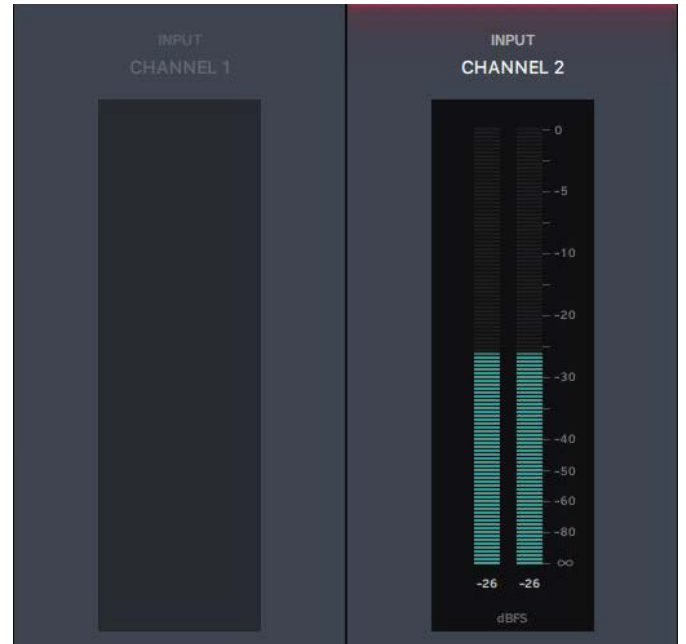 INPUT
CHANNEL 1
INPUT
CHANNEL 2
0
-5
-10
-20
-30
-40
-50
-60
-80
∞
-26 -26
dBFS